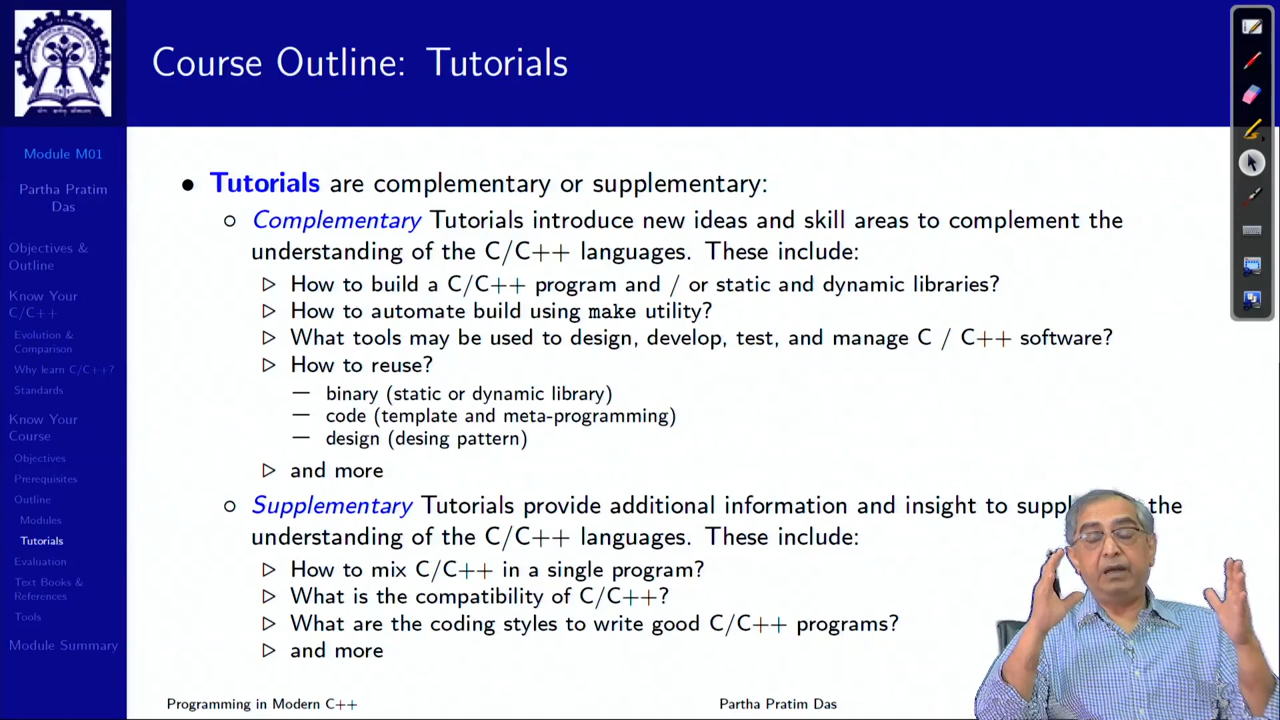 Course Outline: Tutorials
Module M01
Partha Pratim
Das
Objectives &
Outline
Know Your
C/C++
Evolution &
Comparison
Why learn C/C++?
Standards
Know Your
Course
Objectives
Prerequisites
Outline
Modules
Tutorials
Evaluation
Text Books &
References
Tools
Module Summary
• Tutorials are complementary or supplementary:
○ Complementary Tutorials introduce new ideas and skill areas to complement the
understanding of the C/C++ languages. These include:
▷ How to build a C/C++ program and / or static and dynamic libraries?
▷ How to automate build using make utility?
▷ What tools may be used to design, develop, test, and manage C / C++ software?
▷ How to reuse?
— binary (static or dynamic library)
— code (template and meta-programming)
— design (desing pattern)
▷ and more
○ Supplementary Tutorials provide additional information and insight to the
understanding of the C/C++ languages. These include:
▷ How to mix C/C++ in a single program?
▷ What is the compatibility of C/C++?
▷ What are the coding styles to write good C/C++ programs?
▷ and more
Programming in Modern C++
Partha Pratim Das